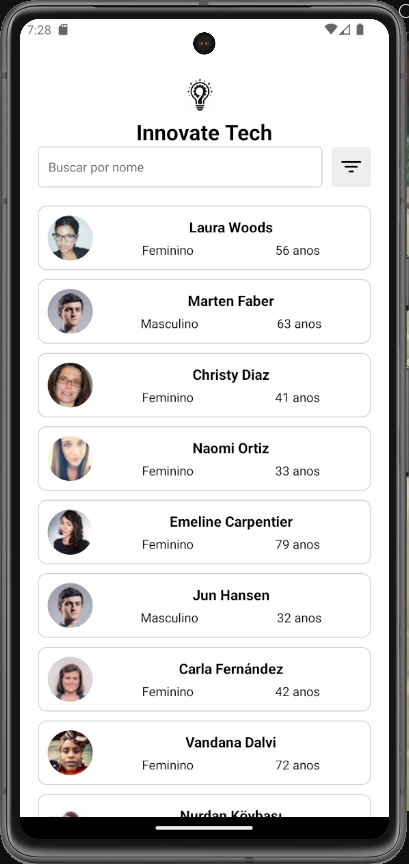 7:28
Innovate Tech
Buscar por nome
Laura Woods
Feminino 56 anos
Marten Faber
Masculino 63 anos
Christy Diaz
Feminino 41 anos
Naomi Ortiz
Feminino 33 anos
Emeline Carpentier
Feminino 79 anos
Jun Hansen
Masculino 32 anos
Carla Fernández
Feminino 42 anos
Vandana Dalvi
Feminino 72 anos
Nurdan Köybaşı